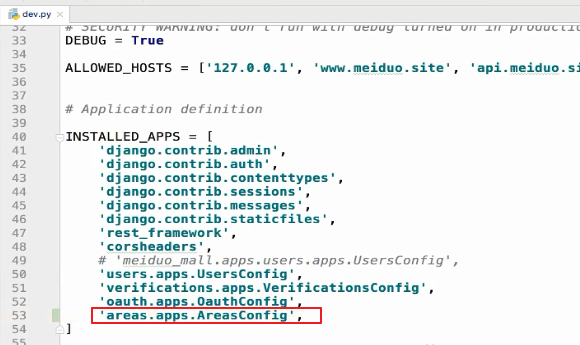 dev.py
32 # SECURITY WARNING: don't run with debug turned on in production
33 DEBUG = True
34
35 ALLOWED_HOSTS = ['127.0.0.1', 'www.meiduo.site', 'api.meiduo.si
36
37
38 # Application definition
39
40 INSTALLED_APPS = [
41 'django.contrib.admin',
42 'django.contrib.auth',
43 'django.contrib.contenttypes',
44 'django.contrib.sessions',
45 'django.contrib.messages',
46 'django.contrib.staticfiles',
47 'rest_framework',
48 'corsheaders',
49 # 'meiduo_mall.apps.users.apps.UsersConfig',
50 'users.apps.UsersConfig',
51 'verifications.apps.VerificationsConfig',
52 'oauth.apps.OauthConfig',
53 'areas.apps.AreasConfig',
54 ]